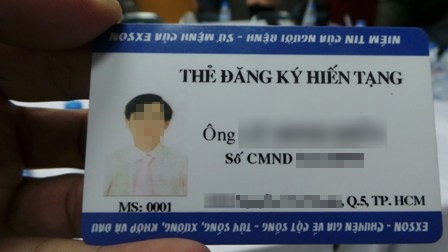 NIỀM TIN CỦA NGƯỜI BỆNH - SỨ MỆNH CỦA EXSON
THẺ ĐĂNG KÝ HIẾN TẠNG
Ông
Số CMND
MS: 0001
, Q.5, TP. HCM
EXSON - CHUYÊN GIA VỀ CỘT SỐNG, TỦY SỐNG, XƯƠNG, KHỚP VÀ ĐAU